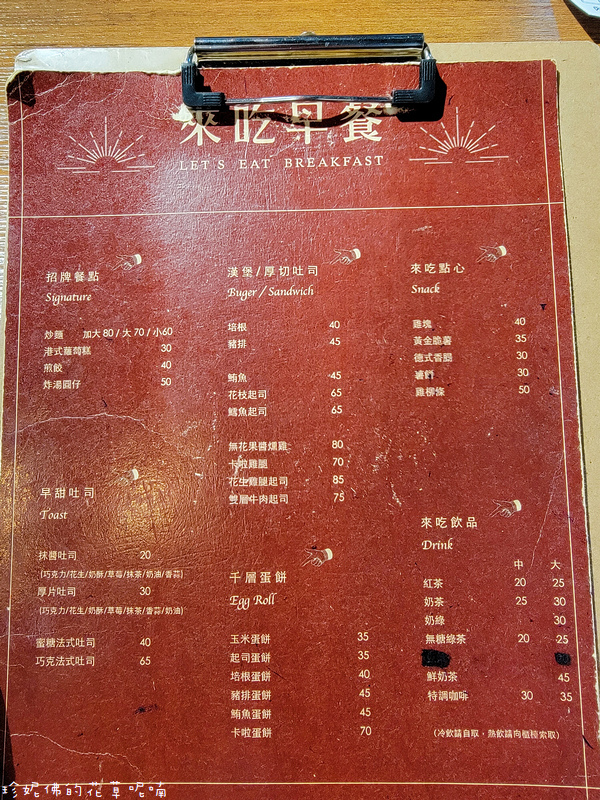 來吃早餐
LET'S EAT BREAKFAST
招牌餐點
Signature
炒麵 加大 80 / 大 70 / 小60
港式蘿蔔糕 30
煎餃 40
炸湯圓仔 50
早甜吐司
Toast
抹醬吐司 20
(巧克力/花生/奶酥/草莓/抹茶/奶油/香蒜)
厚片吐司 30
(巧克力/花生/奶酥/草莓/抹茶/香蒜/奶油)
蜜糖法式吐司 40
巧克法式吐司 65
漢堡/厚切吐司
Buger / Sandwich
培根 40
豬排 45
鮪魚 45
花枝起司 65
鱈魚起司 65
無花果醬燻雞 80
卡啦雞腿 70
花生雞腿起司 85
雙層牛肉起司 75
千層蛋餅
Egg Roll
玉米蛋餅 35
起司蛋餅 35
培根蛋餅 40
豬排蛋餅 45
鮪魚蛋餅 45
卡啦蛋餅 70
來吃點心
Snack
雞塊 40
黃金脆薯 35
德式香腸 30
薯餅 30
雞柳條 50
來吃飲品
Drink
中 大
紅茶 20 25
奶茶 25 30
奶綠 30
無糖綠茶 20 25
鮮奶茶 45
特調咖啡 30 35
(冷飲請自取，熱飲請向櫃檯索取)
珍妮佛的花草呢喃